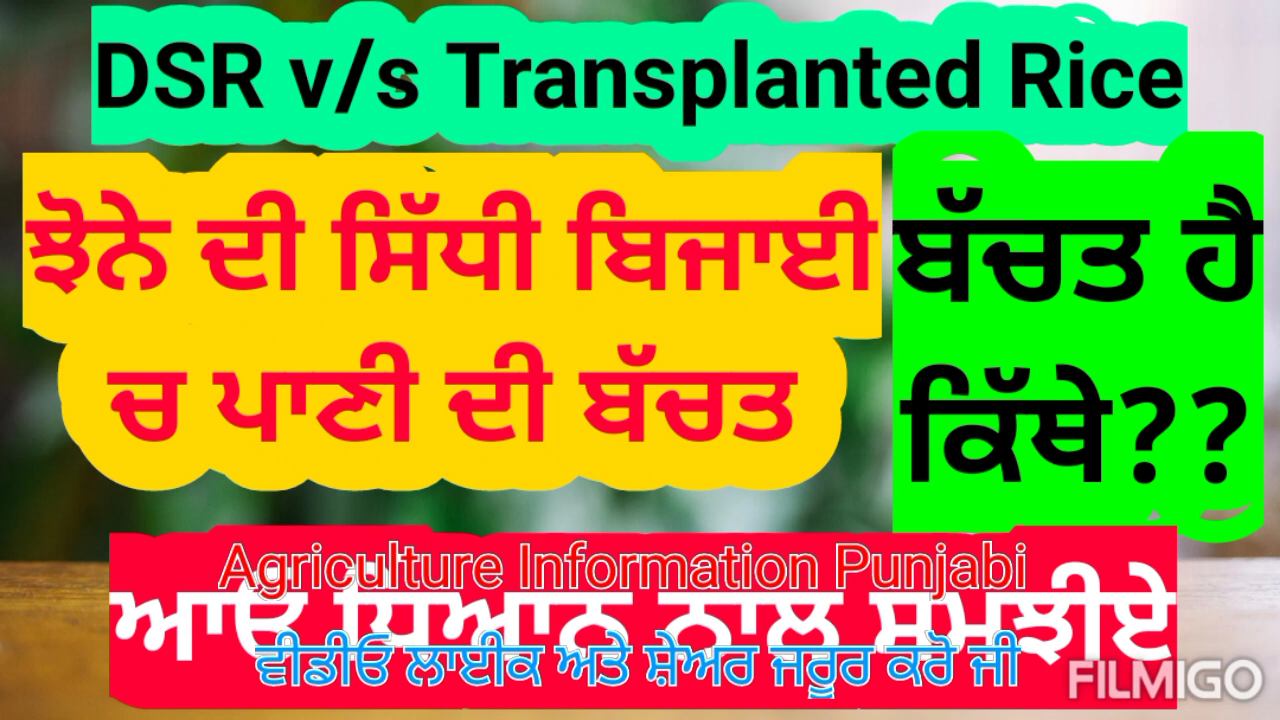 DSR v/s Transplanted Rice
ਝੋਨੇ ਦੀ ਸਿੱਧੀ ਬਿਜਾਈ
ਚ ਪਾਣੀ ਦੀ ਬੱਚਤ
ਬੱਚਤ ਹੈ
ਕਿੱਥੇ??
Agriculture Information Punjabi
ਆਓ ਧਿਆਨ ਨਾਲ ਸਮਝੀਏ
ਵੀਡੀਓ ਲਾਈਕ ਅਤੇ ਸ਼ੇਅਰ ਜਰੂਰ ਕਰੋ ਜੀ
FILMIGO